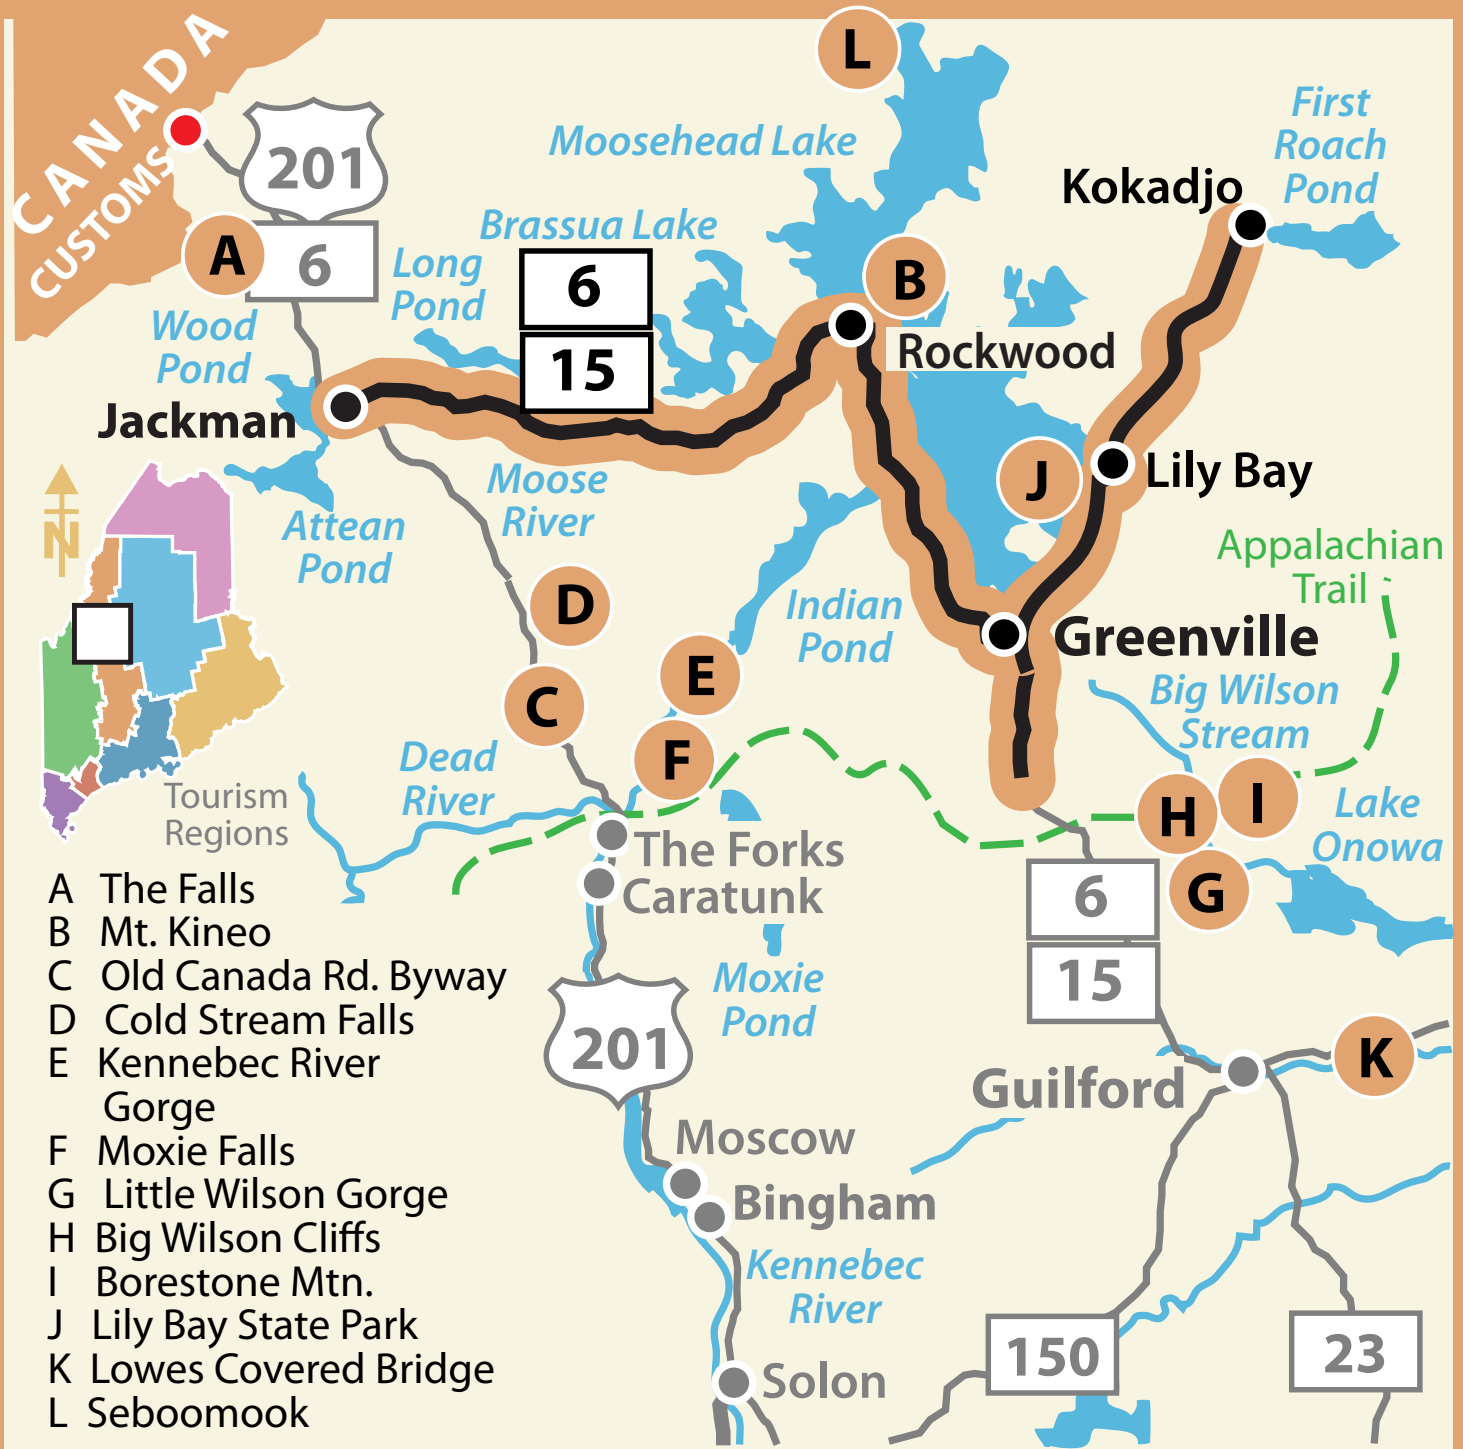 CANADA
CUSTOMS
201
6
A
L
Moosehead Lake
First
Roach
Pond
Kokadjo
Brassua Lake
Long
Pond
6
15
B
Rockwood
Wood
Pond
Jackman
Moose
River
J
Lily Bay
N
Attean
Pond
Appalachian
Trail
D
Indian
Pond
Greenville
E
C
Big Wilson
Stream
F
Dead
River
Tourism
Regions
H
I
Lake
Onowa
The Forks
Caratunk
6
15
G
Moxie
Pond
201
Guilford
K
Moscow
Bingham
Kennebec
River
150
23
Solon
A The Falls
B Mt. Kineo
C Old Canada Rd. Byway
D Cold Stream Falls
E Kennebec River
Gorge
F Moxie Falls
G Little Wilson Gorge
H Big Wilson Cliffs
I Borestone Mtn.
J Lily Bay State Park
K Lowes Covered Bridge
L Seboomook